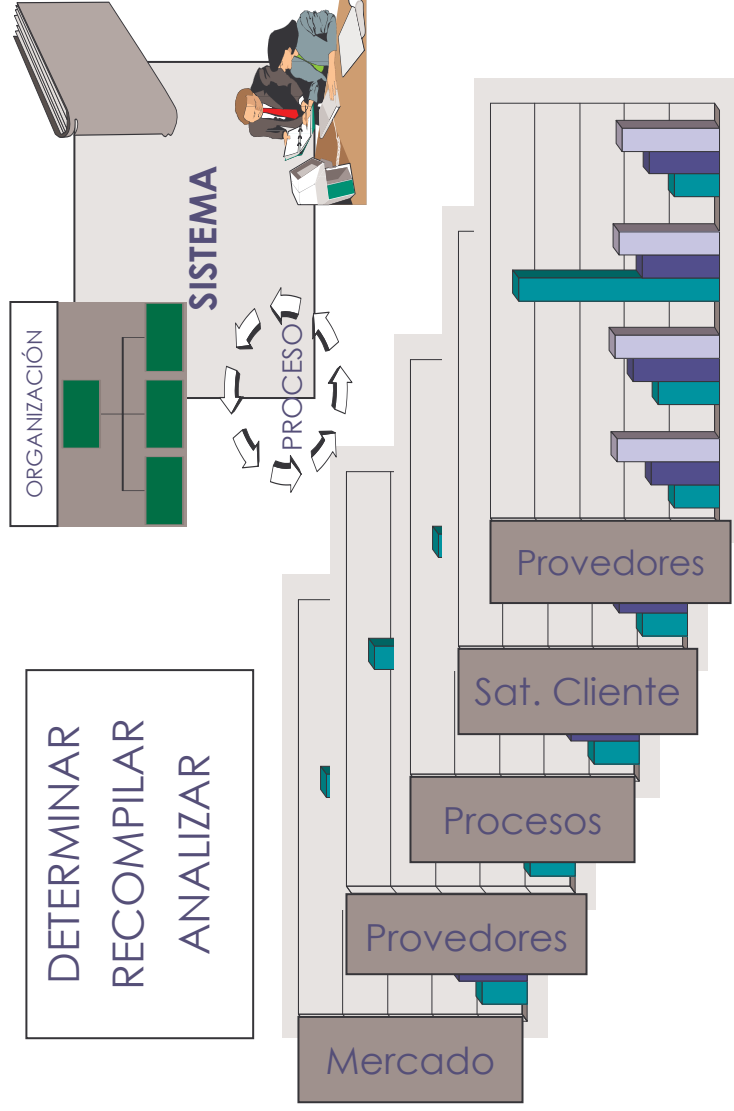 DETERMINAR
RECOMPILAR
ANALIZAR
ORGANIZACIÓN
SISTEMA
PROCESO
Mercado
Provedores
Procesos
Sat. Cliente
Provedores